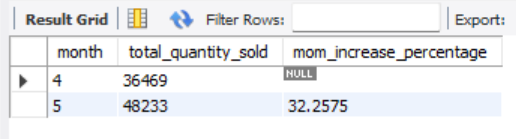 Result Grid Filter Rows: Export:
month total_quantity_sold mom_increase_percentage
4 36469 NULL
5 48233 32.2575